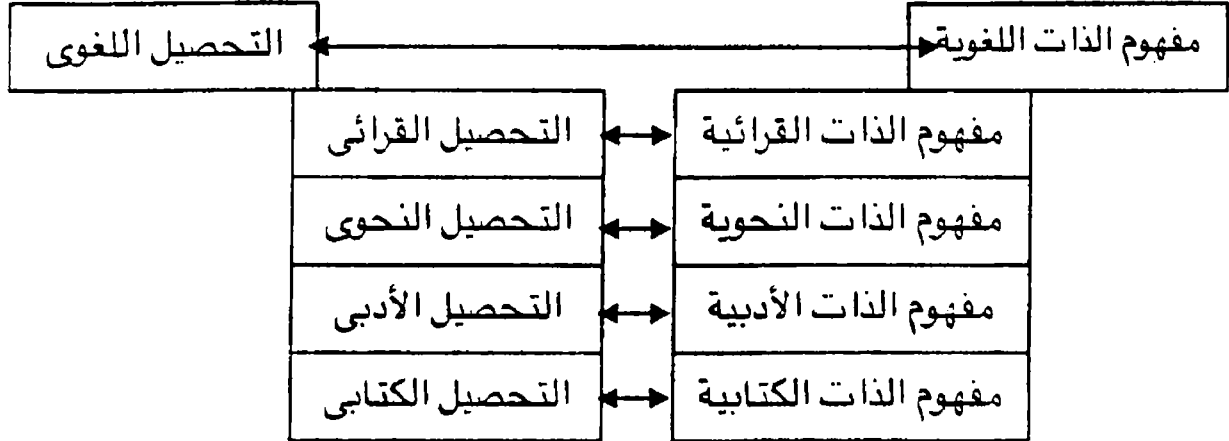 مفهوم الذات اللغوية التحصيل اللغوى
مفهوم الذات القرائية التحصيل القرائى
مفهوم الذات النحوية التحصيل النحوى
مفهوم الذات الأدبية التحصيل الأدبى
مفهوم الذات الكتابية التحصيل الكتابى